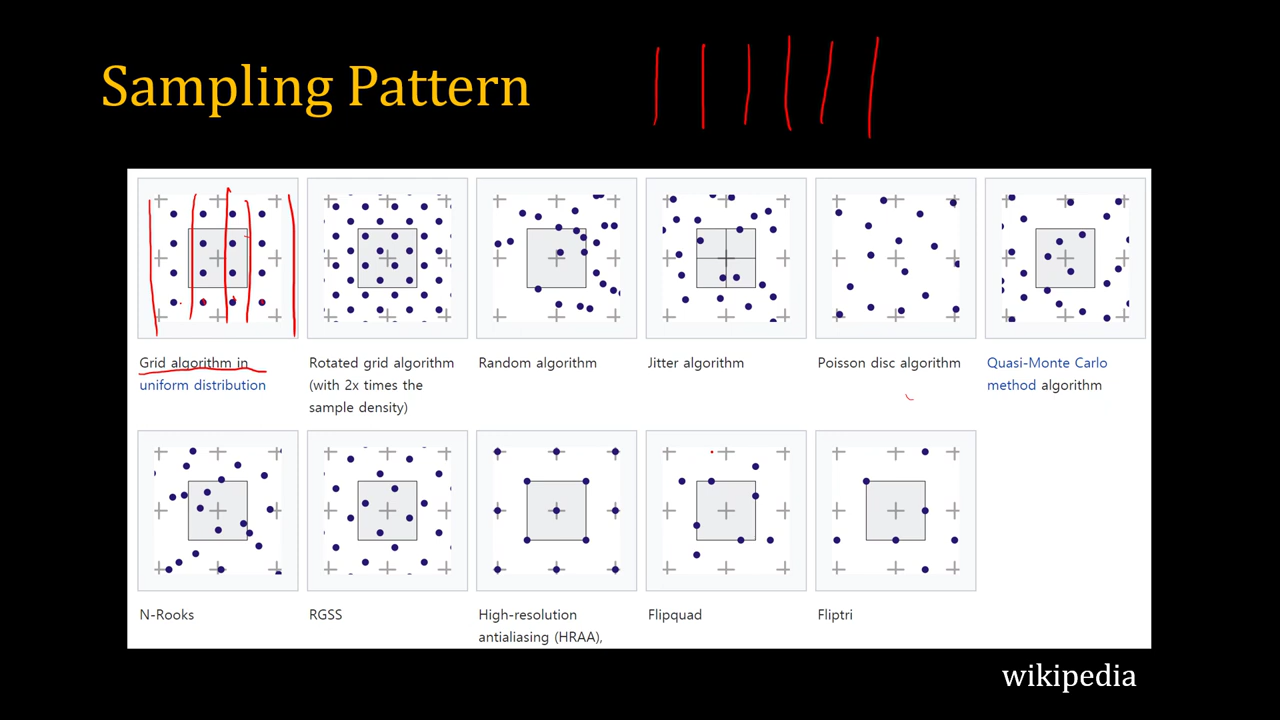 Sampling Pattern
Grid algorithm in
uniform distribution
Rotated grid algorithm
(with 2x times the
sample density)
Random algorithm
Jitter algorithm
Poisson disc algorithm
Quasi-Monte Carlo
method algorithm
N-Rooks
RGSS
High-resolution
antialiasing (HRAA),
Flipquad
Fliptri
wikipedia